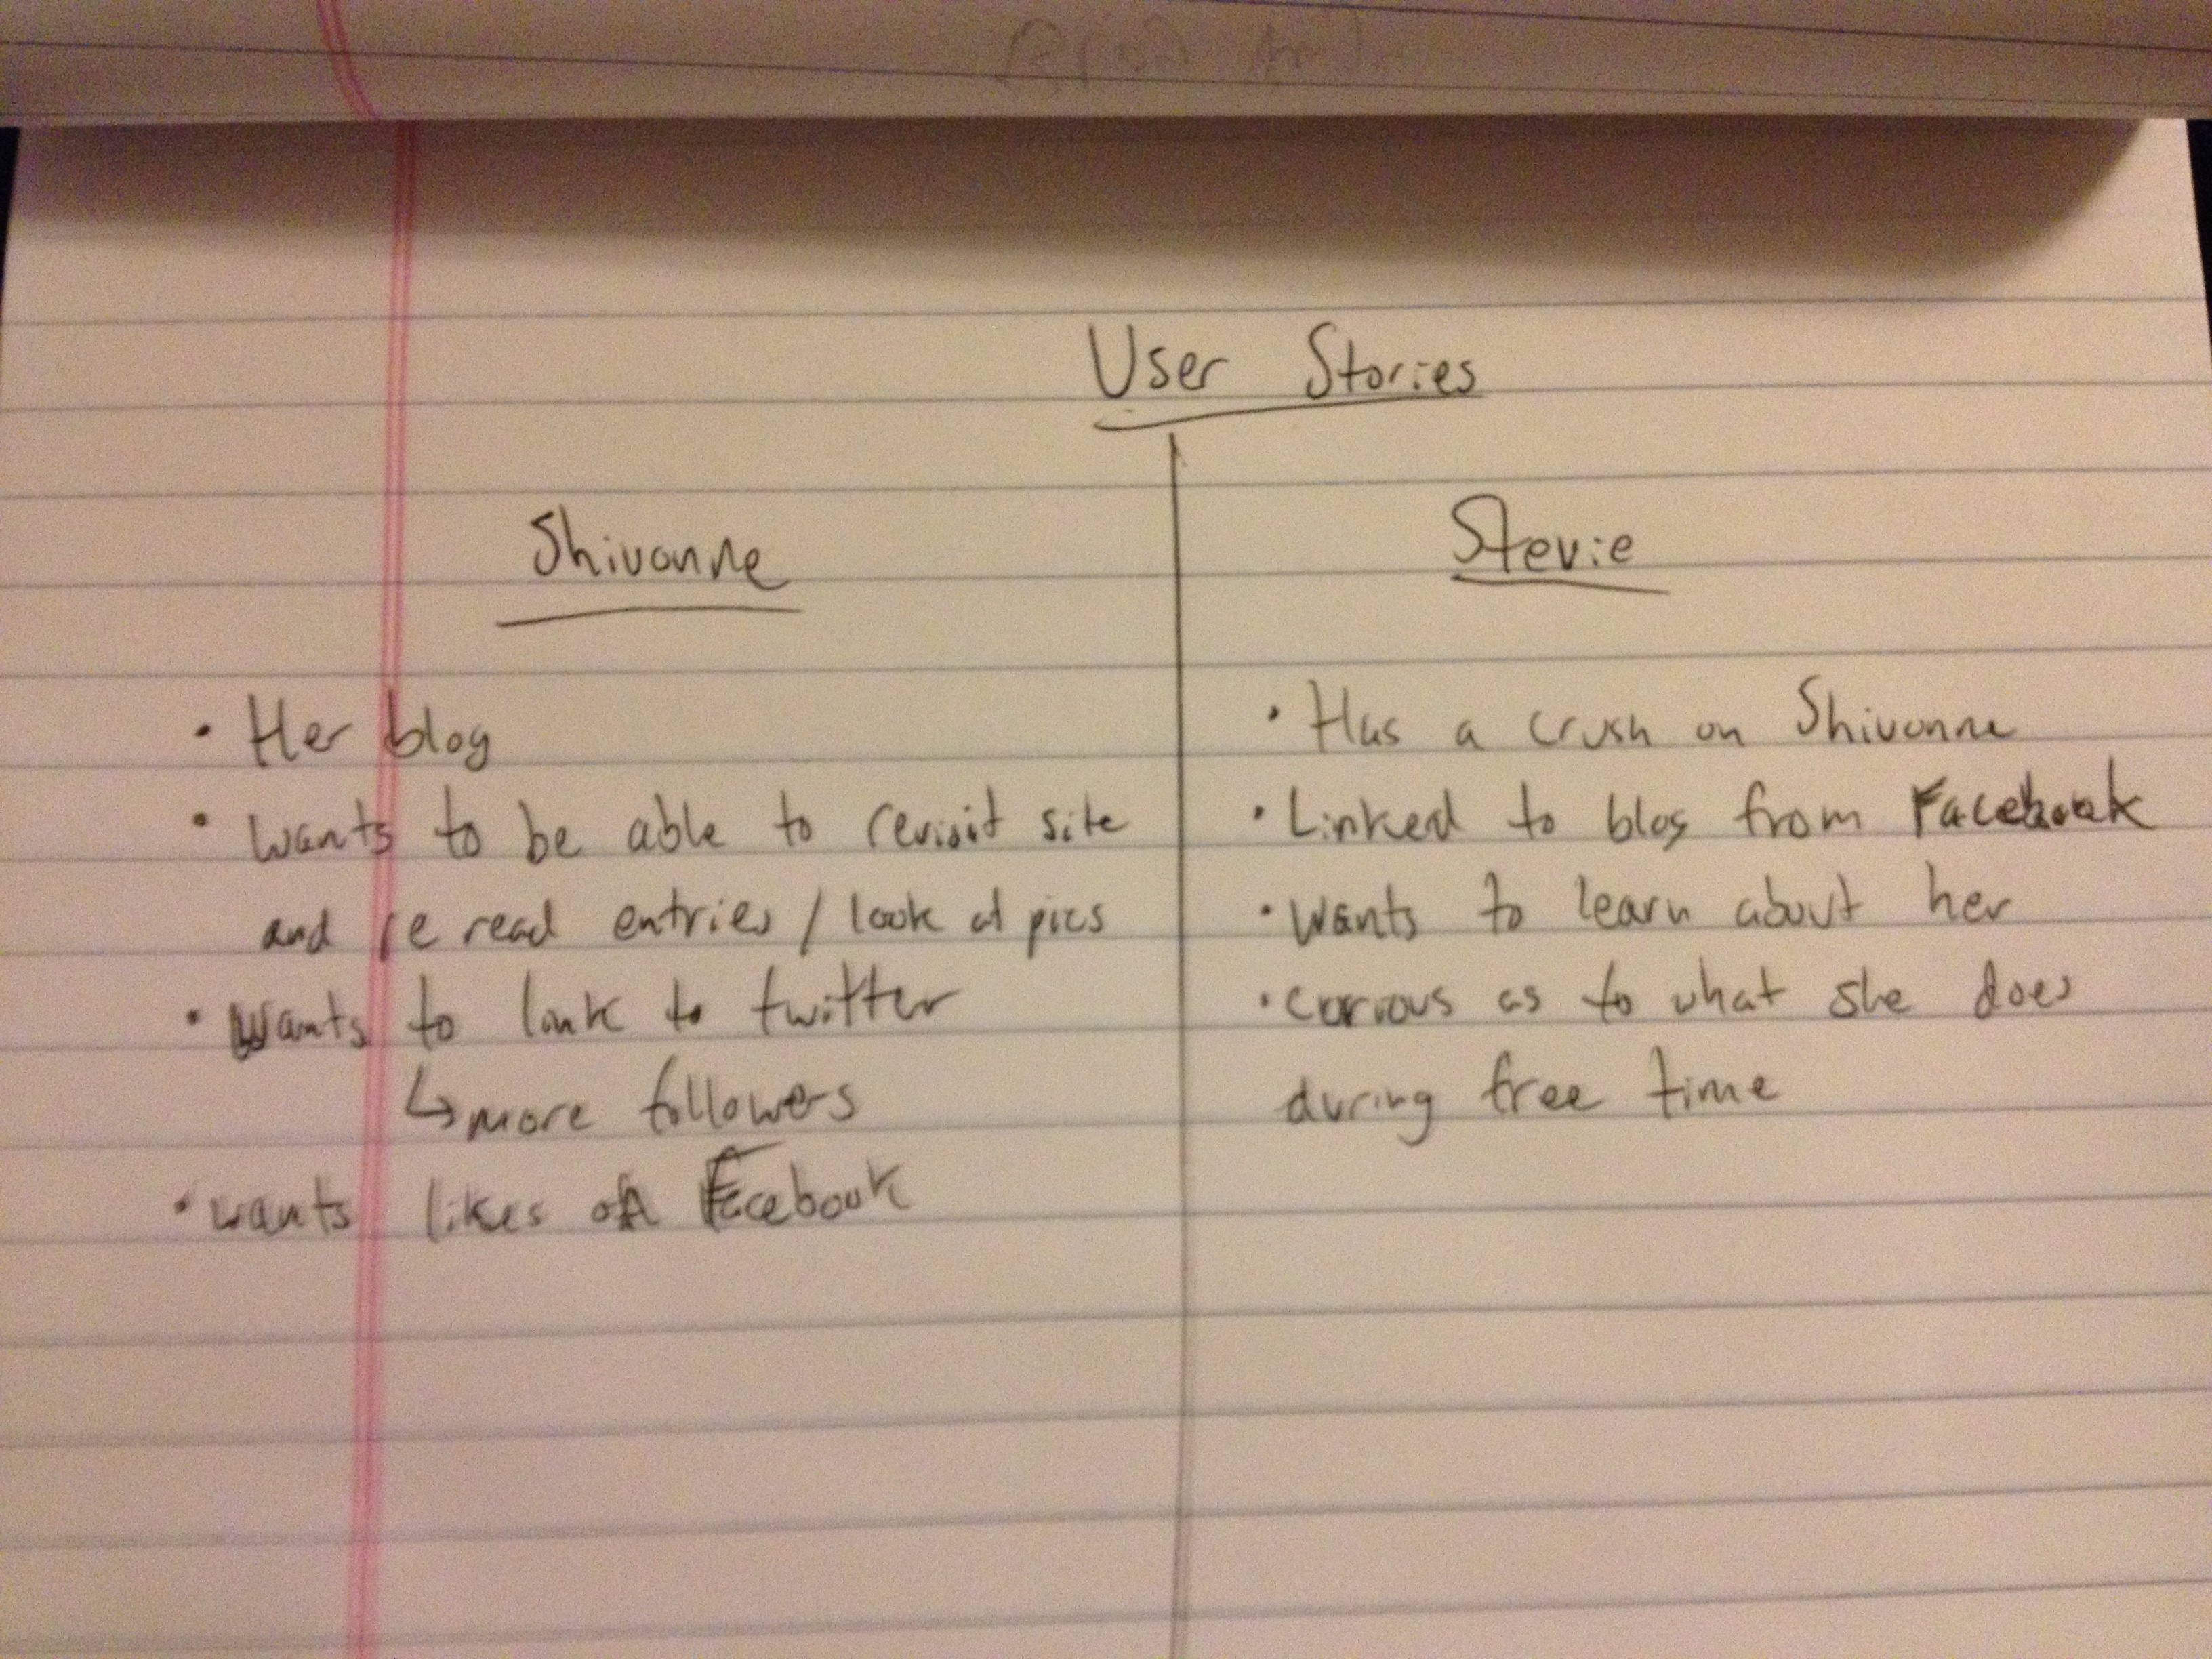 User Stories
Shivonne
• Her blog
• Wants to be able to revisit site
and re read entries / look at pics
• Wants to link to twitter
↳ more followers
• wants likes on Facebook
Stevie
• Has a crush on Shivonne
• Linked to blog from Facebook
• Wants to learn about her
• as to what she does
during free time